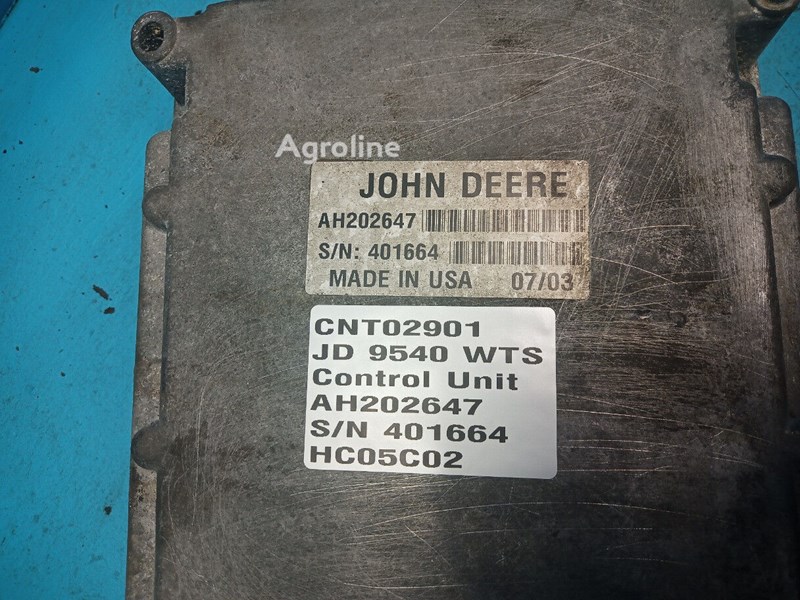 Agroline
JOHN DEERE
AH202647
S/N: 401664
MADE IN USA 07/03
CNT02901
JD 9540 WTS
Control Unit
AH202647
S/N 401664
HC05C02